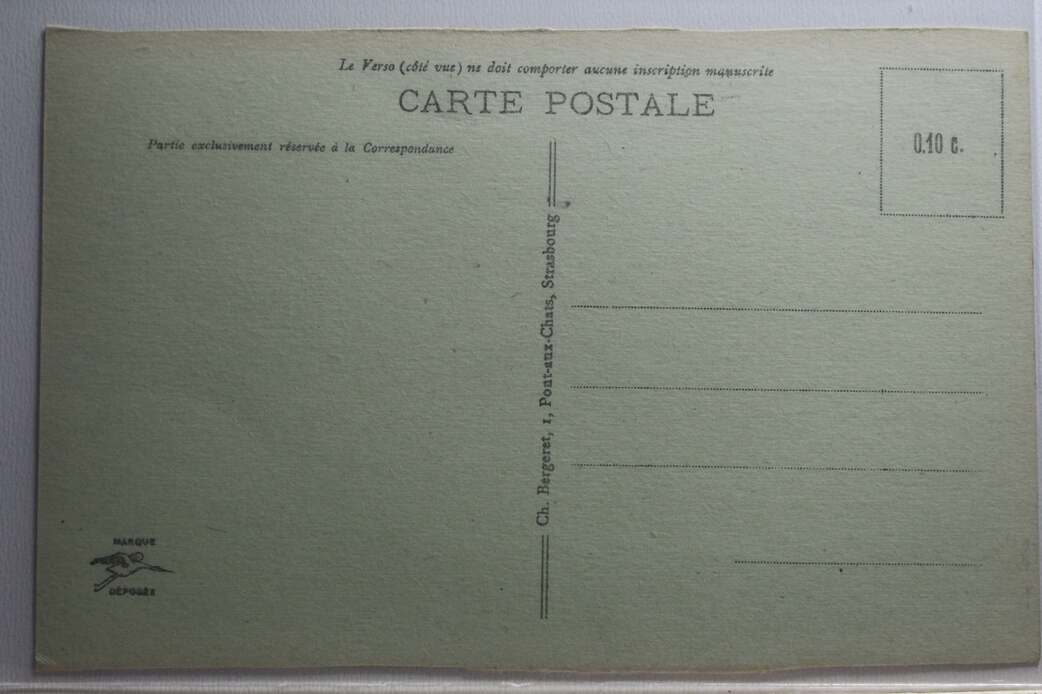 Le Verso (côté vue) ne doit comporter aucune inscription manuscrite
CARTE POSTALE
Partie exclusivement réservée à la Correspondance
0.10 c.
Ch. Bergeret, 1, Pont-aux-Chats, Strasbourg
MARQUE
DÉPOSÉE